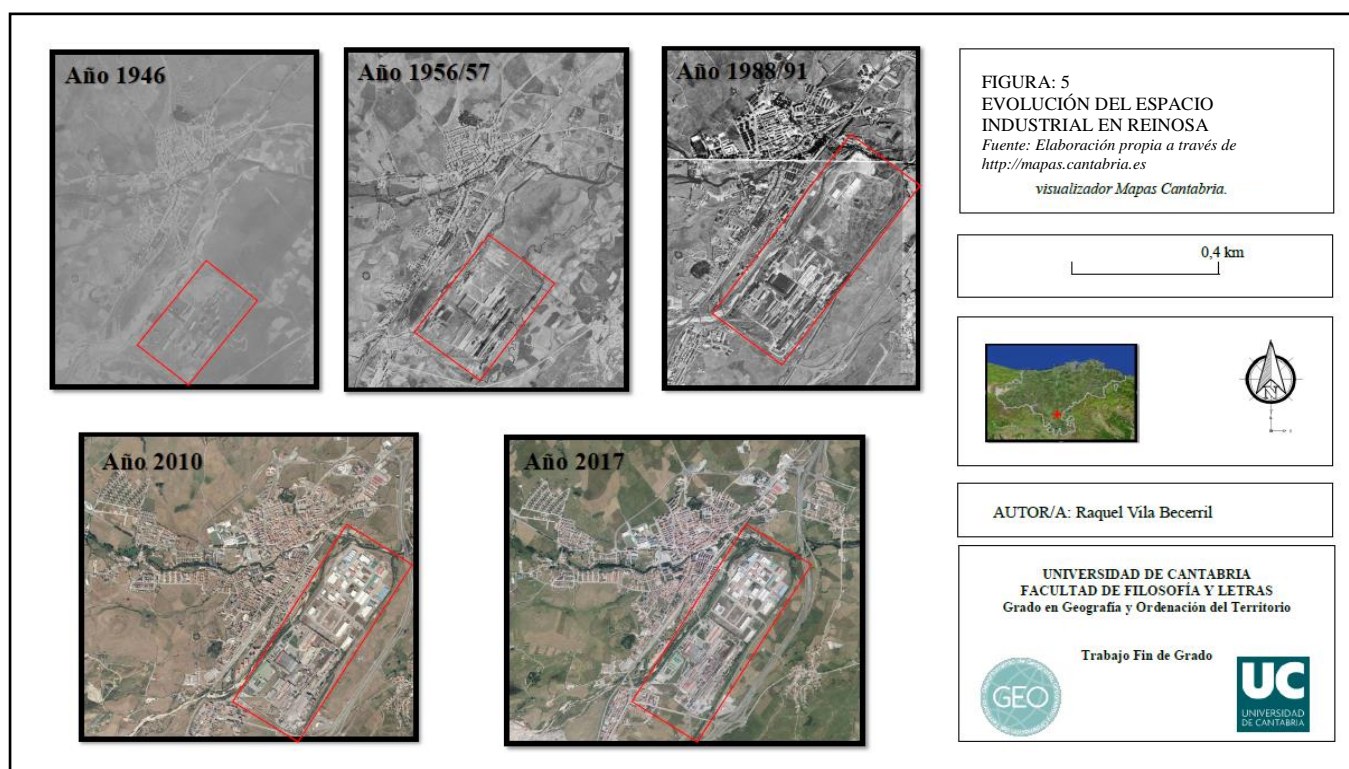 Año 1946
Año 1956/57
Año 1988/91
Año 2010
Año 2017
FIGURA: 5
EVOLUCIÓN DEL ESPACIO
INDUSTRIAL EN REINOSA
Fuente: Elaboración propia a través de
http://mapas.cantabria.es
visualizador Mapas Cantabria.
0,4 km
N
AUTOR/A: Raquel Vila Becerril
UNIVERSIDAD DE CANTABRIA
FACULTAD DE FILOSOFÍA Y LETRAS
Grado en Geografía y Ordenación del Territorio
Trabajo Fin de Grado
GEO
UC
UNIVERSIDAD
DE CANTABRIA